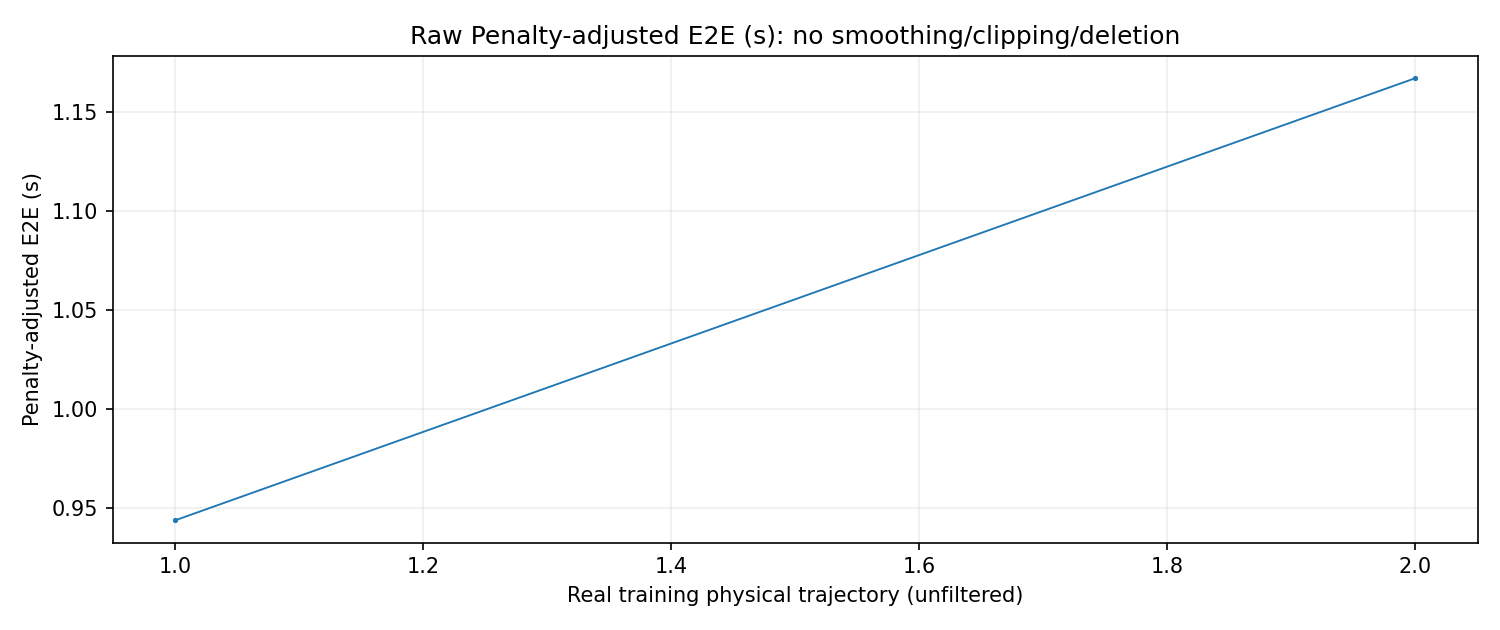 Raw Penalty-adjusted E2E (s): no smoothing/clipping/deletion
Penalty-adjusted E2E (s)
1.15
1.10
1.05
1.00
0.95
1.0 1.2 1.4 1.6 1.8 2.0
Real training physical trajectory (unfiltered)